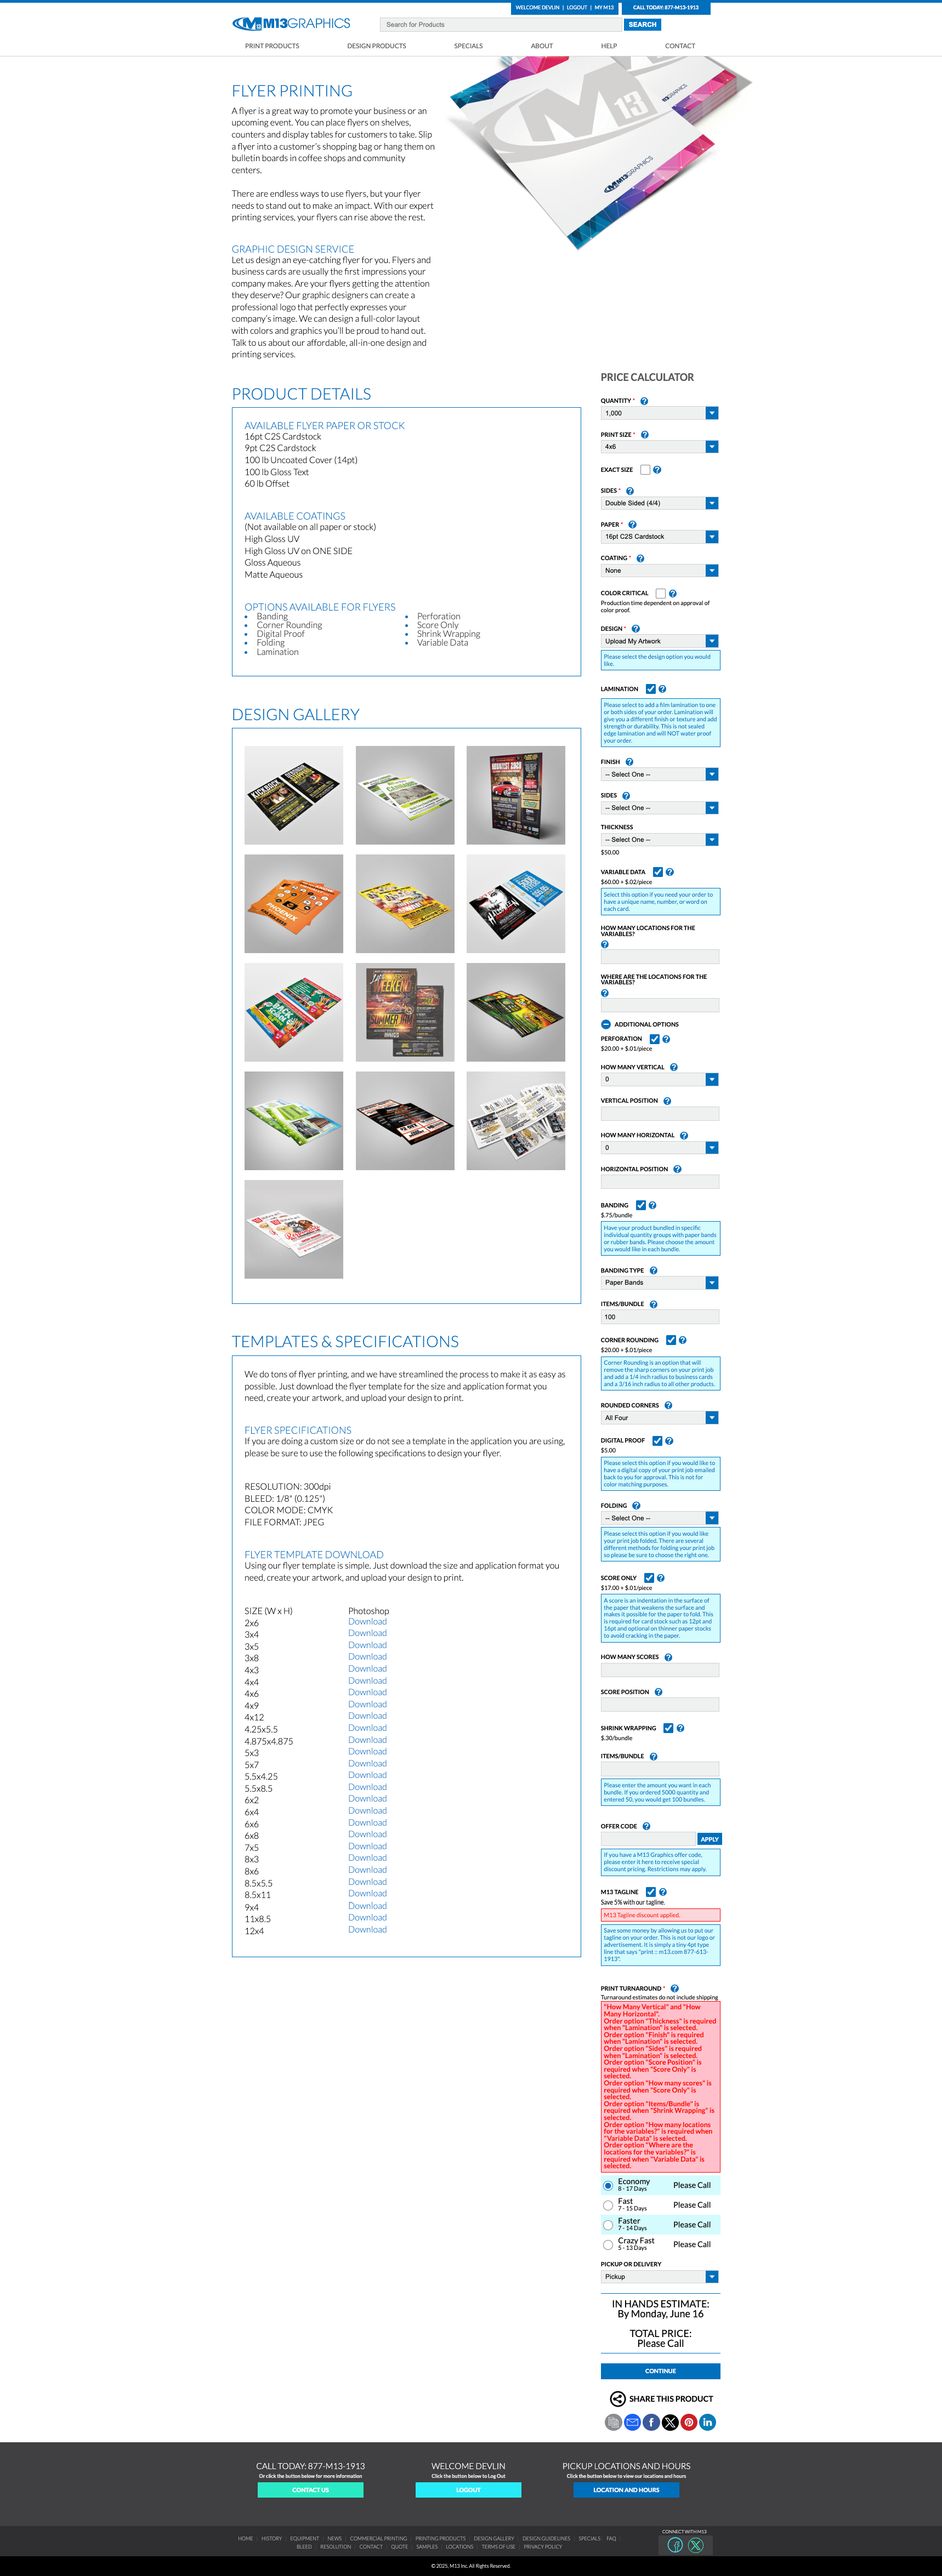 WELCOME DEVLIN | LOGOUT | MY M13
CALL TODAY: 877-M13-1913
M13GRAPHICS
Search for Products
SEARCH
PRINT PRODUCTS
DESIGN PRODUCTS
SPECIALS
ABOUT
HELP
CONTACT
FLYER PRINTING
A flyer is a great way to promote your business or an
upcoming event. You can place flyers on shelves,
counters and display tables for customers to take. Slip
a flyer into a customer's shopping bag or hang them on
bulletin boards in coffee shops and community
centers.
There are endless ways to use flyers, but your flyer
needs to stand out to make an impact. With our expert
printing services, your flyers can rise above the rest.
GRAPHIC DESIGN SERVICE
Let us design an eye-catching flyer for you. Flyers and
business cards are usually the first impressions your
company makes. Are your flyers getting the attention
they deserve? Our graphic designers can create a
professional logo that perfectly expresses your
company's image. We can design a full-color layout
with colors and graphics you'll be proud to hand out.
Talk to us about our affordable, all-in-one design and
printing services.
PRODUCT DETAILS
AVAILABLE FLYER PAPER OR STOCK
16pt C2S Cardstock
9pt C2S Cardstock
100 lb Uncoated Cover (14pt)
100 lb Gloss Text
60 lb Offset
AVAILABLE COATINGS
(Not available on all paper or stock)
High Gloss UV
High Gloss UV on ONE SIDE
Gloss Aqueous
Matte Aqueous
OPTIONS AVAILABLE FOR FLYERS
Banding
Corner Rounding
Digital Proof
Folding
Lamination
Perforation
Score Only
Shrink Wrapping
Variable Data
DESIGN GALLERY
TEMPLATES & SPECIFICATIONS
We do tons of flyer printing, and we have streamlined the process to make it as easy as
possible. Just download the flyer template for the size and application format you
need, create your artwork, and upload your design to print.
FLYER SPECIFICATIONS
If you are doing a custom size or do not see a template in the application you are using,
please be sure to use the following specifications to design your flyer.
RESOLUTION: 300dpi
BLEED: 1/8" (0.125")
COLOR MODE: CMYK
FILE FORMAT: JPEG
FLYER TEMPLATE DOWNLOAD
Using our flyer template is simple. Just download the size and application format you
need, create your artwork, and upload your design to print.
SIZE (W x H) Photoshop
2x6 Download
3x4 Download
3x5 Download
3x8 Download
4x3 Download
4x4 Download
4x6 Download
4x9 Download
4x12 Download
4.25x5.5 Download
4.875x4.875 Download
5x3 Download
5x7 Download
5.5x4.25 Download
5.5x8.5 Download
6x2 Download
6x4 Download
6x6 Download
6x8 Download
7x5 Download
8x3 Download
8x6 Download
8.5x5.5 Download
8.5x11 Download
9x4 Download
11x8.5 Download
12x4 Download
PRICE CALCULATOR
QUANTITY *
1,000
PRINT SIZE *
4x6
EXACT SIZE
SIDES *
Double Sided (4/4)
PAPER *
16pt C2S Cardstock
COATING *
None
COLOR CRITICAL
Production time dependent on approval of
color proof.
DESIGN *
Upload My Artwork
Please select the design option you would
like.
LAMINATION
Please select to add a film lamination to one
or both sides of your order. Lamination will
give you a different finish or texture and add
strength or durability. This is not sealed
edge lamination and will NOT water proof
your order.
FINISH
-- Select One --
SIDES
-- Select One --
THICKNESS
-- Select One --
$50.00
VARIABLE DATA
$60.00 + $.02/piece
Select this option if you need your order to
have a unique name, number, or word on
each card.
HOW MANY LOCATIONS FOR THE
VARIABLES?
WHERE ARE THE LOCATIONS FOR THE
VARIABLES?
ADDITIONAL OPTIONS
PERFORATION
$20.00 + $.01/piece
HOW MANY VERTICAL
0
VERTICAL POSITION
HOW MANY HORIZONTAL
0
HORIZONTAL POSITION
BANDING
$.75/bundle
Have your product bundled in specific
individual quantity groups with paper bands
or rubber bands. Please choose the amount
you would like in each bundle.
BANDING TYPE
Paper Bands
ITEMS/BUNDLE
100
CORNER ROUNDING
$20.00 + $.01/piece
Corner Rounding is an option that will
remove the sharp corners on your print job
and add a 1/4 inch radius to business cards
and a 3/16 inch radius to all other products.
ROUNDED CORNERS
All Four
DIGITAL PROOF
$5.00
Please select this option if you would like to
have a digital copy of your print job emailed
back to you for approval. This is not for
color matching purposes.
FOLDING
-- Select One --
Please select this option If you would like
your print job folded. There are several
different methods for folding your print job
so please be sure to choose the right one.
SCORE ONLY
$17.00 + $.01/piece
A score is an indentation in the surface of
the paper that weakens the surface and
makes it possible for the paper to fold. This
is required for card stock such as 12pt and
16pt and optional on thinner paper stocks
to avoid cracking in the paper.
HOW MANY SCORES
SCORE POSITION
SHRINK WRAPPING
$.30/bundle
ITEMS/BUNDLE
Please enter the amount you want in each
bundle. If you ordered 5000 quantity and
entered 50, you would get 100 bundles.
OFFER CODE
APPLY
If you have a M13 Graphics offer code,
please enter it here to receive special
discount pricing. Restrictions may apply.
M13 TAGLINE
Save 5% with our tagline.
M13 Tagline discount applied.
Save some money by allowing us to put our
tagline on your order. This is not our logo or
advertisement. It is simply a tiny 4pt type
line that says "print :: m13.com 877-613-
1913".
PRINT TURNAROUND *
Turnaround estimates do not include shipping
"How Many Vertical" and "How
Many Horizontal".
Order option "Thickness" is required
when "Lamination" is selected.
Order option "Finish" is required
when "Lamination" is selected.
Order option "Sides" is required
when "Lamination" is selected.
Order option "Score Position" is
required when "Score Only" is
selected.
Order option "How many scores" is
required when "Score Only" is
selected.
Order option "Items/Bundle" is
required when "Shrink Wrapping" is
selected.
Order option "How many locations
for the variables?" is required when
"Variable Data" is selected.
Order option "Where are the
locations for the variables?" is
required when "Variable Data" is
selected.
Economy
8 - 17 Days
Please Call
Fast
7 - 15 Days
Please Call
Faster
7 - 14 Days
Please Call
Crazy Fast
5 - 13 Days
Please Call
PICKUP OR DELIVERY
Pickup
IN HANDS ESTIMATE:
By Monday, June 16
TOTAL PRICE:
Please Call
CONTINUE
SHARE THIS PRODUCT
CALL TODAY: 877-M13-1913
Or click the button below for more information
CONTACT US
WELCOME DEVLIN
Click the button below to Log Out
LOGOUT
PICKUP LOCATIONS AND HOURS
Click the button below to view our locations and hours
LOCATION AND HOURS
HOME | HISTORY | EQUIPMENT | NEWS | COMMERCIAL PRINTING | PRINTING PRODUCTS | DESIGN GALLERY | DESIGN GUIDELINES | SPECIALS | FAQ |
BLEED | RESOLUTION | CONTACT | QUOTE | SAMPLES | LOCATIONS | TERMS OF USE | PRIVACY POLICY
CONNECT WITH M13
© 2025, M13 Inc. All Rights Reserved.